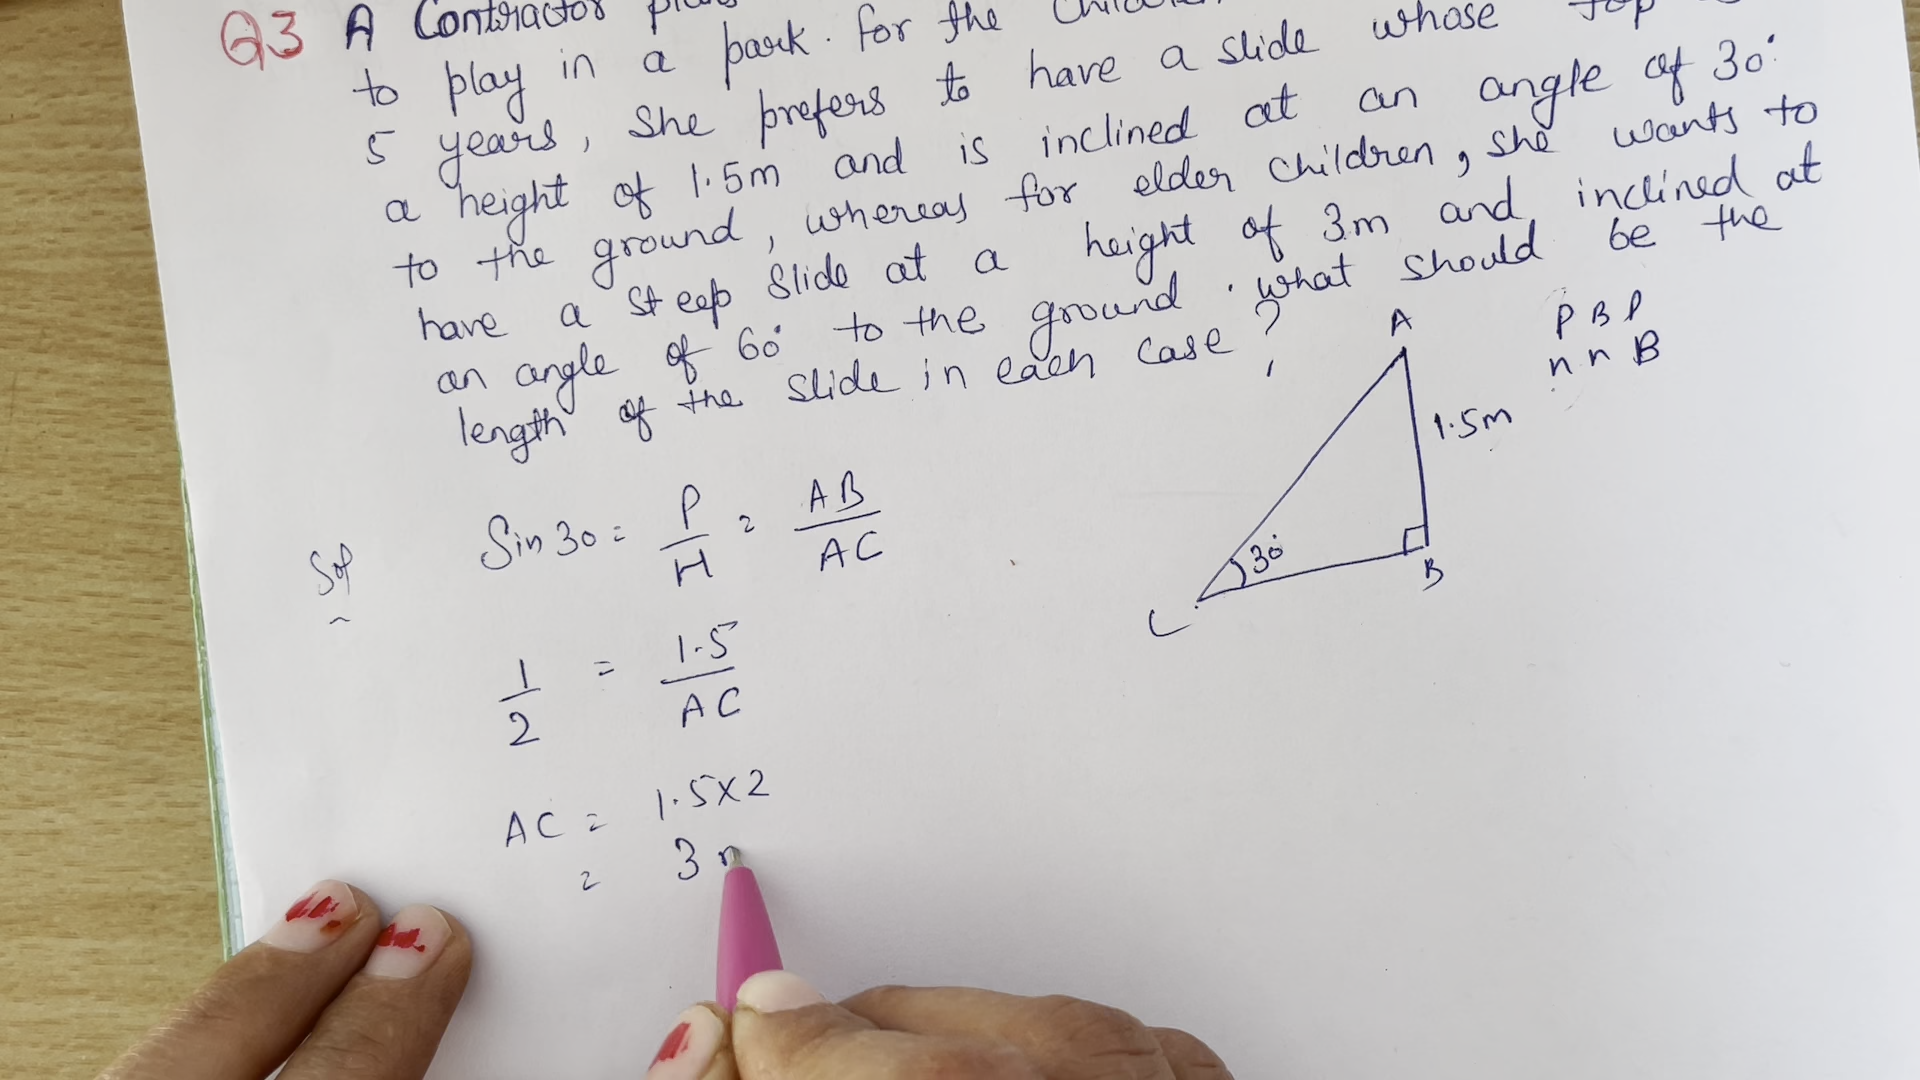 Q3 A Contractor
to play in a park. for the
5 years, She prefers to have a slide whose top
a height of 1.5m and is inclined at an angle of 30°
to the ground, whereas for elder children, she wants to
have a steep slide at a height of 3m and inclined at
an angle of 60° to the ground. what should be the
length of the slide in each case?
Sol
Sin 30 = P/H = AB/AC
1/2 = 1.5/AC
AC = 1.5×2
= 3
A
1.5m
30°
B
C
P B P
n n B